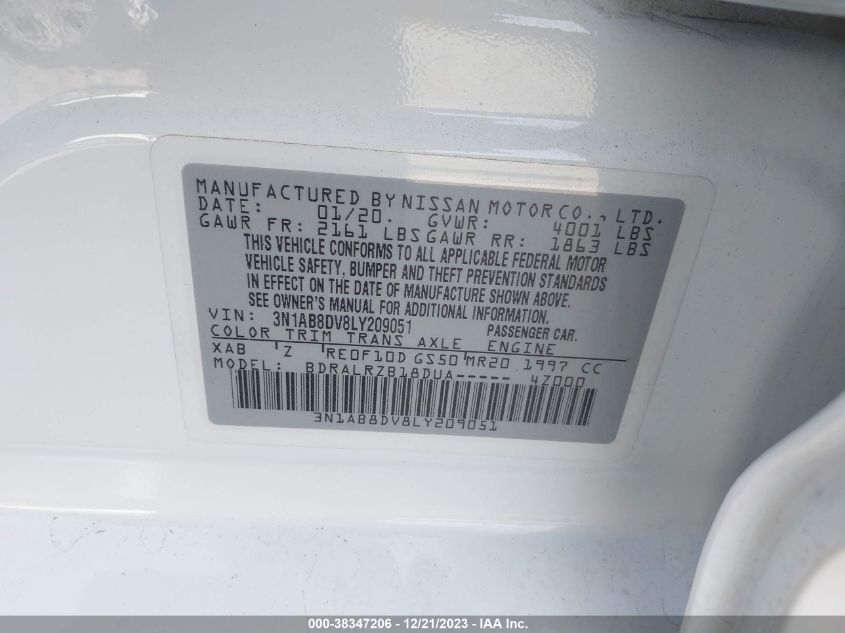 MANUFACTURED BY NISSAN MOTOR CO., LTD.
DATE: 01/20. GVWR: 4001 LBS
GAWR FR: 2161 LBS GAWR RR: 1863 LBS
THIS VEHICLE CONFORMS TO ALL APPLICABLE FEDERAL MOTOR
VEHICLE SAFETY, BUMPER AND THEFT PREVENTION STANDARDS
IN EFFECT ON THE DATE OF MANUFACTURE SHOWN ABOVE.
SEE OWNER'S MANUAL FOR ADDITIONAL INFORMATION.
VIN: 3N1AB8DV8LY209051 PASSENGER CAR.
COLOR TRIM TRANS AXLE ENGINE
XAB Z RE0F10D GS50 MR20 1997 CC
MODEL: BDRALRZB18DUA----- 4Z000
3N1AB8DV8LY209051
000-38347206 - 12/21/2023 - IAA Inc.